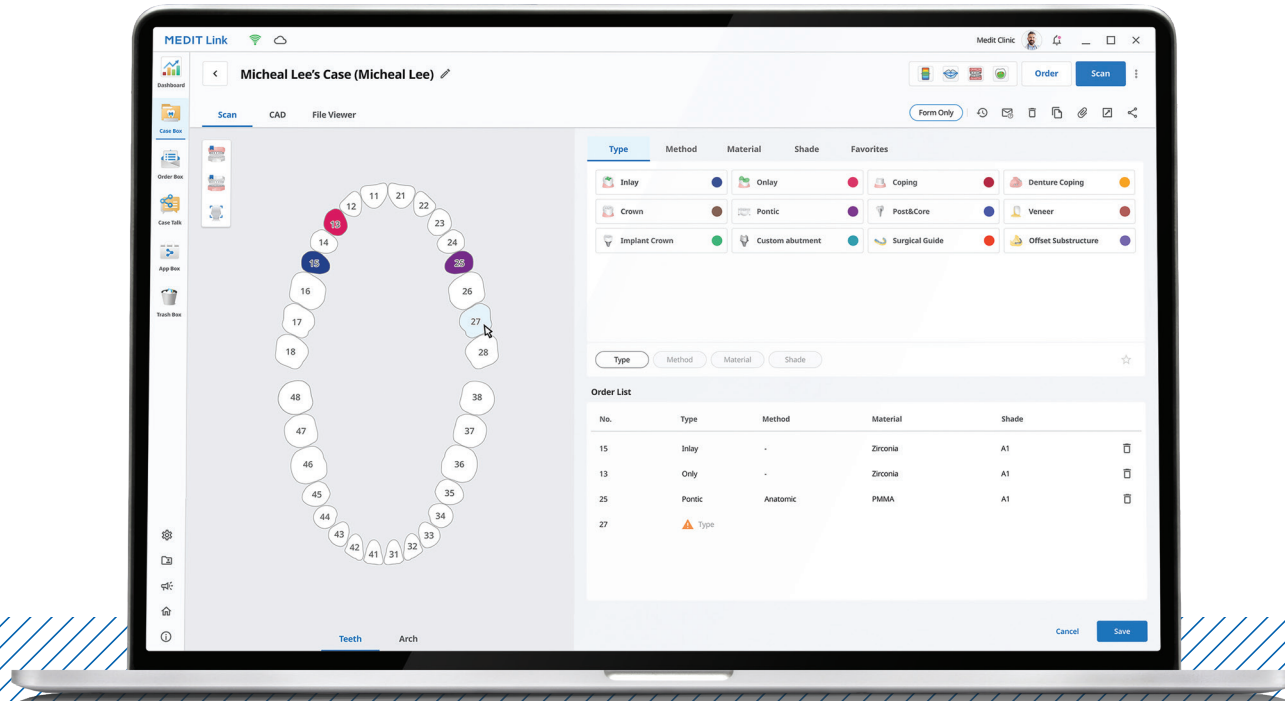 MEDIT Link
Medit Clinic
Dashboard
Case Box
Order Box
Case Talk
App Box
Trash Box
Micheal Lee's Case (Micheal Lee)
Order
Scan
Scan CAD File Viewer
Form Only
11 21
12 22
13 23
14 24
15 25
16 26
17 27
18 28
48 38
47 37
46 36
45 35
44 34
43 33
42 41 31 32
Teeth Arch
Type Method Material Shade Favorites
Inlay Onlay Coping Denture Coping
Crown Pontic Post&Core Veneer
Implant Crown Custom abutment Surgical Guide Offset Substructure
Type Method Material Shade
Order List
No. Type Method Material Shade
15 Inlay - Zirconia A1
13 Only - Zirconia A1
25 Pontic Anatomic PMMA A1
27 Type
Cancel Save